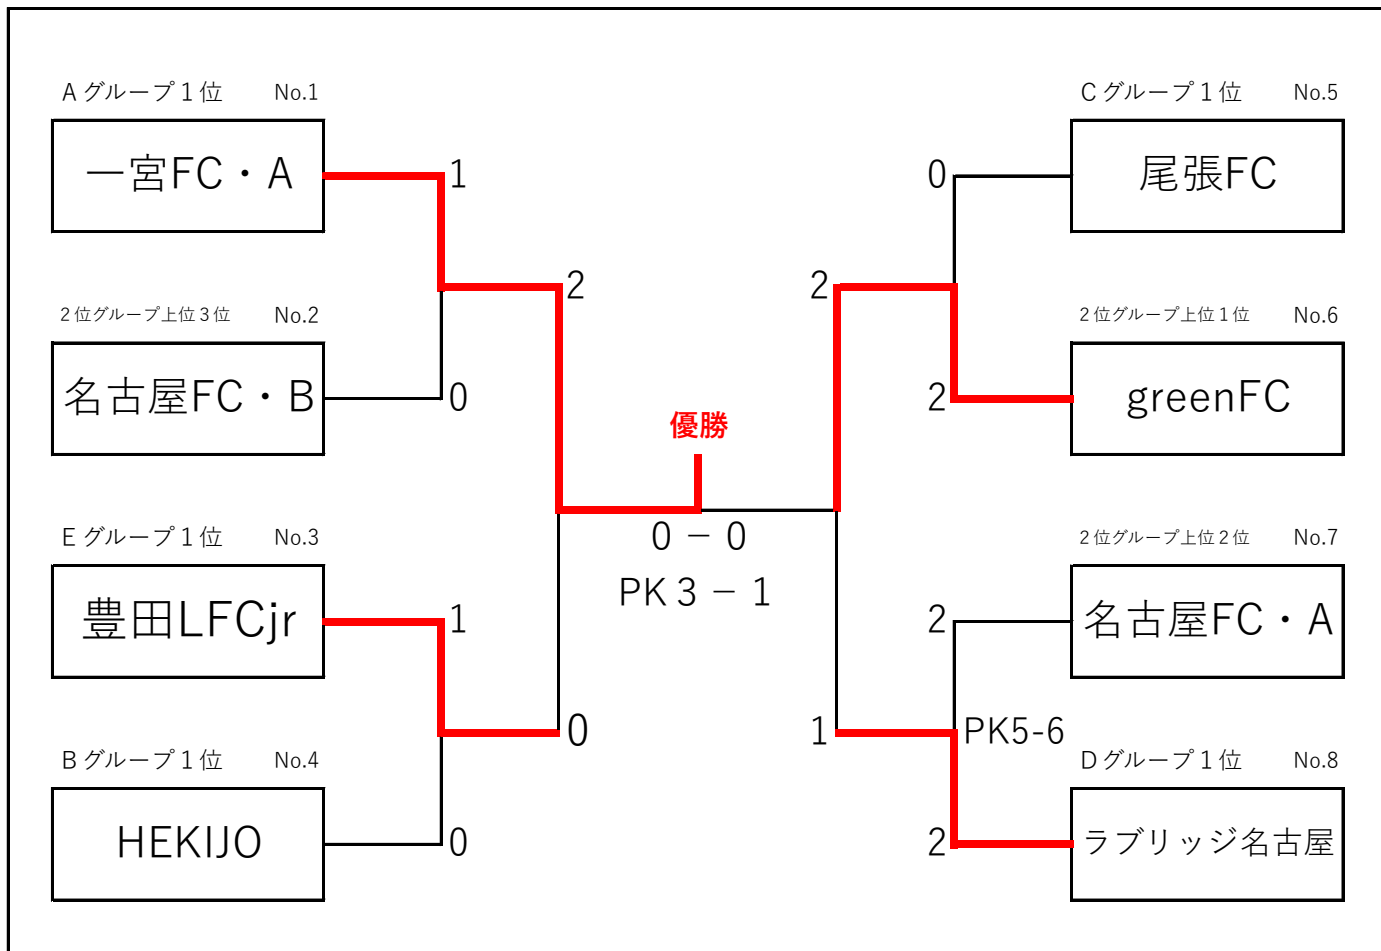 Aグループ1位 No.1
一宮FC・A
1
2位グループ上位3位 No.2
名古屋FC・B
0
2
Eグループ1位 No.3
豊田LFCjr
1
Bグループ1位 No.4
HEKIJO
0
0
優勝
0 − 0
PK 3 − 1
Cグループ1位 No.5
尾張FC
0
2位グループ上位1位 No.6
greenFC
2
2
2位グループ上位2位 No.7
名古屋FC・A
2
PK5-6
Dグループ1位 No.8
ラブリッジ名古屋
2
1